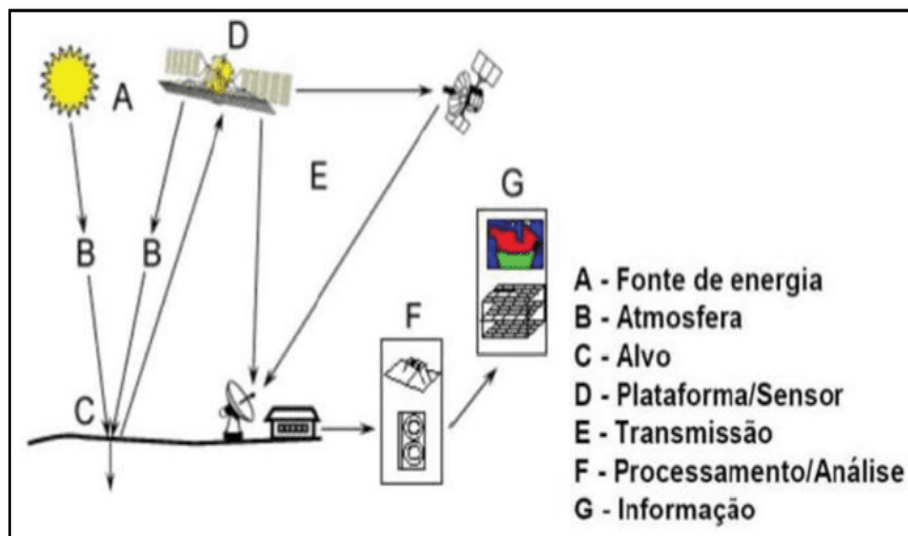 D
A
E
G
B
B
F
C
A - Fonte de energia
B - Atmosfera
C - Alvo
D - Plataforma/Sensor
E - Transmissão
F - Processamento/Análise
G - Informação